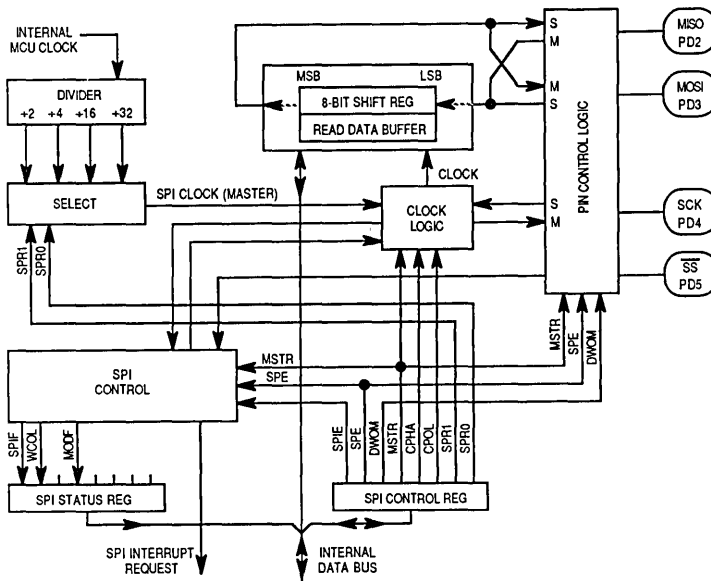 INTERNAL
MCU CLOCK
DIVIDER
+2 +4 +16 +32
SELECT
SPR1
SPR0
SPI CLOCK (MASTER)
MSB LSB
8-BIT SHIFT REG
READ DATA BUFFER
CLOCK
CLOCK
LOGIC
S
M
M
S
S
M
PIN CONTROL LOGIC
MISO
PD2
MOSI
PD3
SCK
PD4
SS
PD5
MSTR
SPE
DWOM
SPI
CONTROL
MSTR
SPE
SPIF
WCOL
MODF
SPI STATUS REG
SPIE
SPE
DWOM
MSTR
CPHA
CPOL
SPR1
SPR0
SPI CONTROL REG
SPI INTERRUPT
REQUEST
INTERNAL
DATA BUS